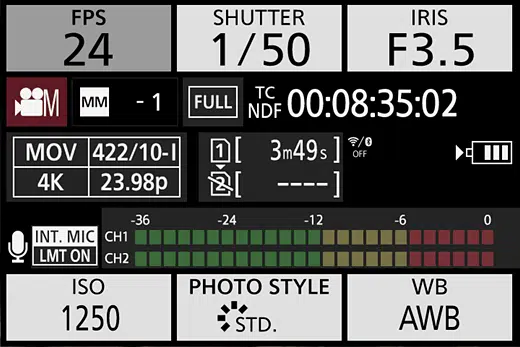 FPS SHUTTER IRIS
24 1/50 F3.5
M MM - 1 FULL TC NDF 00:08:35:02
MOV 422/10-I 1[ 3m49s ] OFF
4K 23.98p 2[ ---- ]
-36 -24 -12 -6 0
INT. MIC CH1
LMT ON CH2
ISO PHOTO STYLE WB
1250 STD. AWB